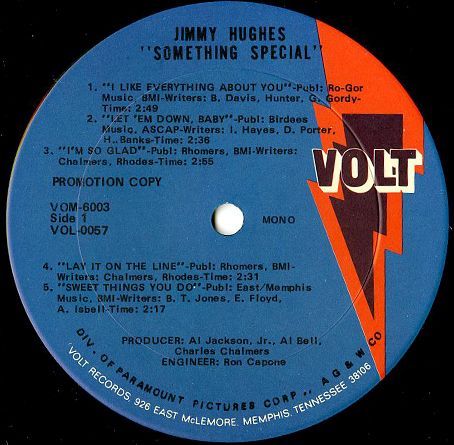 JIMMY HUGHES
"SOMETHING SPECIAL"
1. "I LIKE EVERYTHING ABOUT YOU"-Publ: Ro-Gor
Music, BMI-Writers: B. Davis, Hunter, G. Gordy-
Time: 2:49
2. "LET 'EM DOWN, BABY"-Publ: Birdees
Music, ASCAP-Writers: I. Hayes, D. Porter,
H. Banks-Time: 2:36
3. "I'M SO GLAD"-Publ: Rhomers, BMI-Writers:
Chalmers, Rhodes-Time: 2:55
VOLT
PROMOTION COPY
VOM-6003
Side 1
VOL-0057
MONO
4. "LAY IT ON THE LINE"-Publ: Rhomers, BMI-
Writers: Chalmers, Rhodes-Time: 2:31
5. "SWEET THINGS YOU DO"-Publ: East/Memphis
Music, BMI-Writers: B. T. Jones, E. Floyd,
A. Isbell-Time: 2:17
PRODUCER: Al Jackson, Jr., Al Bell,
Charles Chalmers
ENGINEER: Ron Capone
DIV. OF PARAMOUNT PICTURES CORP., A G & W CO
VOLT RECORDS, 926 EAST McLEMORE, MEMPHIS, TENNESSEE 38106